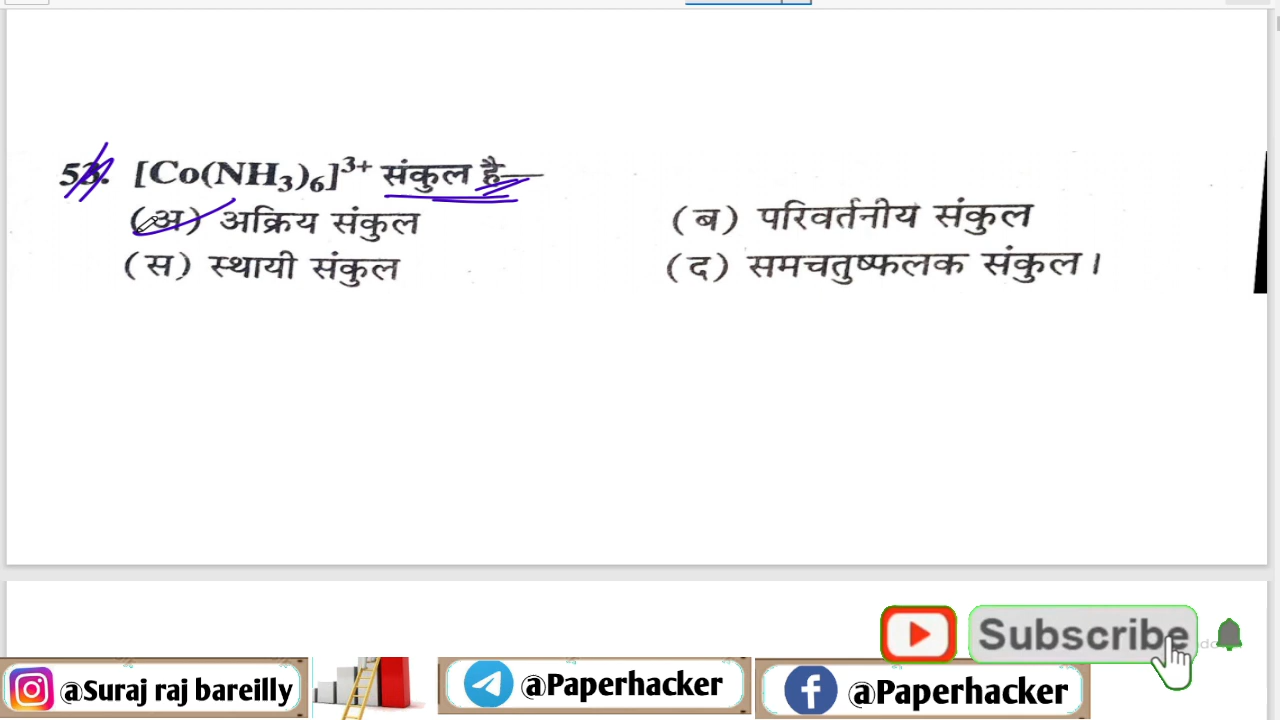 53. [Co(NH3)6]3+ संकुल है—
(अ) अक्रिय संकुल
(ब) परिवर्तनीय संकुल
(स) स्थायी संकुल
(द) समचतुष्फलक संकुल।
Subscribe
@Suraj raj bareilly
@Paperhacker
@Paperhacker